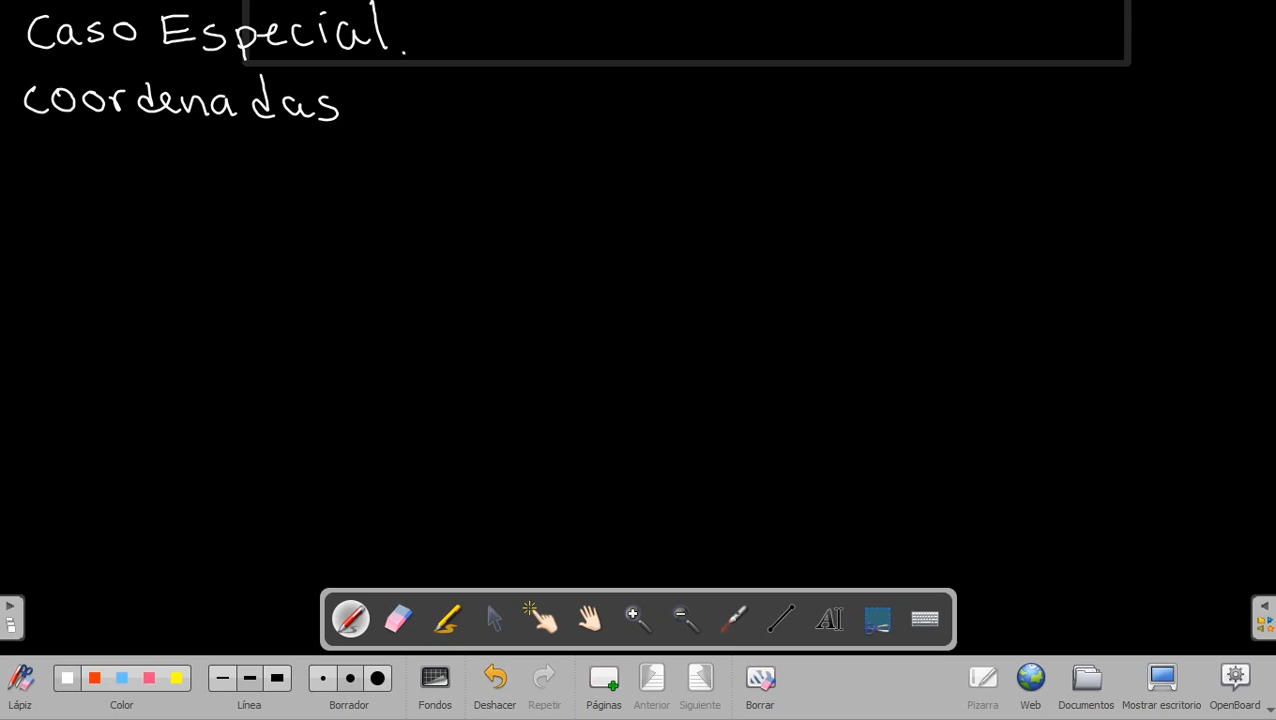 Caso Especial.
coordenadas
Lápiz Color Línea Borrador Fondos Deshacer Repetir Páginas Anterior Siguiente Borrar Pizarra Web Documentos Mostrar escritorio OpenBoard